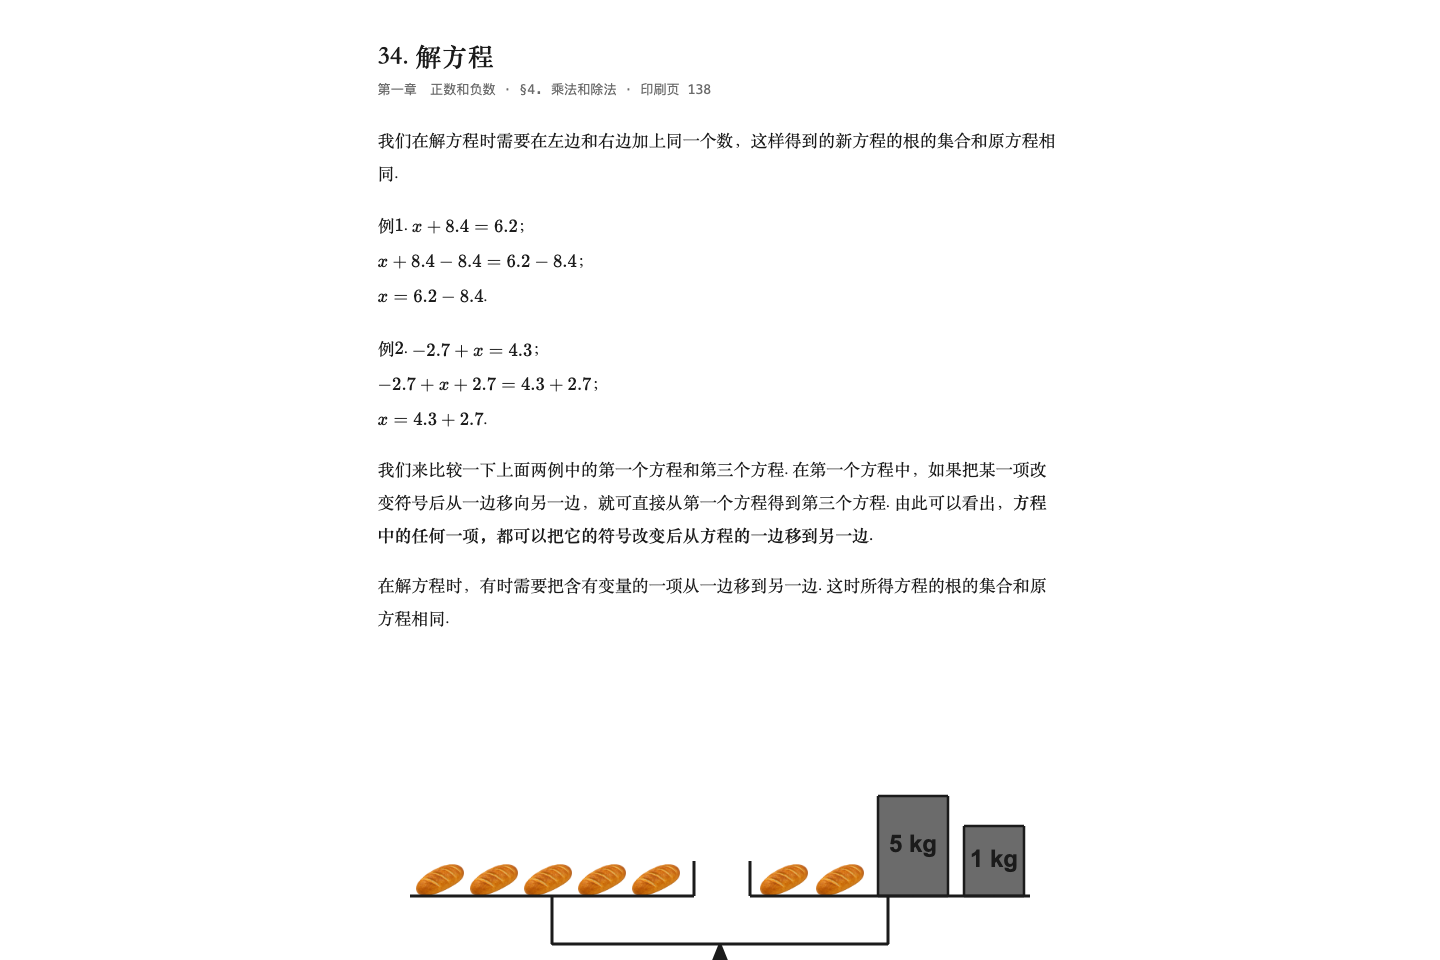 34. 解方程
第一章 正数和负数 · §4. 乘法和除法 · 印刷页 138
我们在解方程时需要在左边和右边加上同一个数，这样得到的新方程的根的集合和原方程相
同.
例1. x + 8.4 = 6.2;
x + 8.4 − 8.4 = 6.2 − 8.4;
x = 6.2 − 8.4.
例2. −2.7 + x = 4.3;
−2.7 + x + 2.7 = 4.3 + 2.7;
x = 4.3 + 2.7.
我们来比较一下上面两例中的第一个方程和第三个方程. 在第一个方程中，如果把某一项改
变符号后从一边移向另一边，就可直接从第一个方程得到第三个方程. 由此可以看出，方程
中的任何一项，都可以把它的符号改变后从方程的一边移到另一边.
在解方程时，有时需要把含有变量的一项从一边移到另一边. 这时所得方程的根的集合和原
方程相同.
5 kg
1 kg